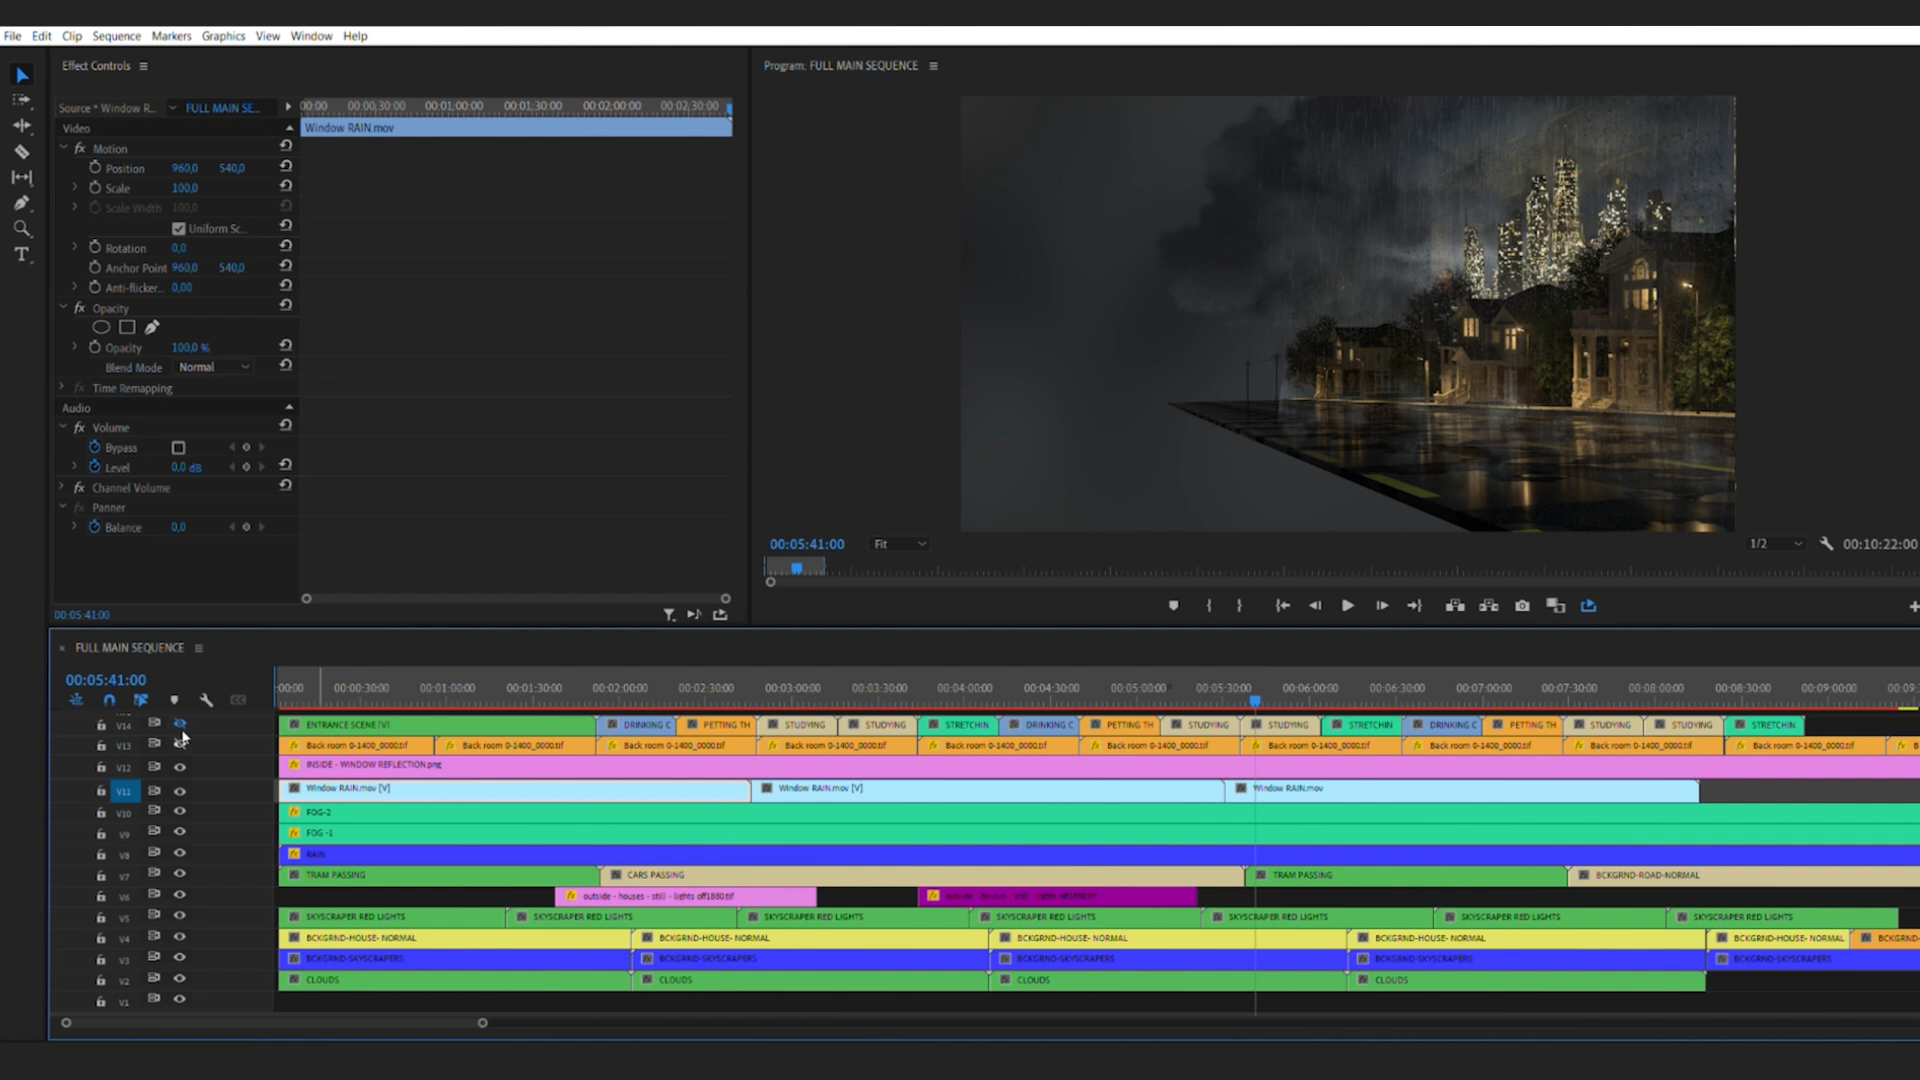 File Edit Clip Sequence Markers Graphics View Window Help
Effect Controls
Program: FULL MAIN SEQUENCE
Source * Window R... FULL MAIN SE...
00:00 00:00:30:00 00:01:00:00 00:01:30:00 00:02:00:00 00:02:30:00
Video
Window RAIN.mov
fx Motion
Position 960,0 540,0
Scale 100,0
Scale Width 100,0
Uniform Sc...
Rotation 0,0
Anchor Point 960,0 540,0
Anti-flicker... 0,00
fx Opacity
Opacity 100,0 %
Blend Mode Normal
fx Time Remapping
Audio
fx Volume
Bypass
Level 0,0 dB
fx Channel Volume
fx Panner
Balance 0,0
00:05:41:00
00:05:41:00 Fit 1/2 00:10:22:00
× FULL MAIN SEQUENCE
00:05:41:00
:00:00 00:00:30:00 00:01:00:00 00:01:30:00 00:02:00:00 00:02:30:00 00:03:00:00 00:03:30:00 00:04:00:00 00:04:30:00 00:05:00:00 00:05:30:00 00:06:00:00 00:06:30:00 00:07:00:00 00:07:30:00 00:08:00:00 00:08:30:00 00:09:00:00 00:09:
V14 ENTRANCE SCENE [V] DRINKING C PETTING TH STUDYING STUDYING STRETCHIN DRINKING C PETTING TH STUDYING STUDYING STRETCHIN DRINKING C PETTING TH STUDYING STUDYING STRETCHIN
V13 Back room 0-1400_0000.tif Back room 0-1400_0000.tif Back room 0-1400_0000.tif Back room 0-1400_0000.tif Back room 0-1400_0000.tif Back room 0-1400_0000.tif Back room 0-1400_0000.tif Back room 0-1400_0000.tif Back room 0-1400_0000.tif Back room 0-1400_0000.tif B
V12 INSIDE - WINDOW REFLECTION.png
V11 Window RAIN.mov [V] Window RAIN.mov [V] Window RAIN.mov
V10 FOG-2
V9 FOG -1
V8 RAIN
V7 TRAM PASSING CARS PASSING TRAM PASSING BCKGRND-ROAD-NORMAL
V6 outside - houses - still - lights off1880.tif outside - houses - still - lights off1880.tif
V5 SKYSCRAPER RED LIGHTS SKYSCRAPER RED LIGHTS SKYSCRAPER RED LIGHTS SKYSCRAPER RED LIGHTS SKYSCRAPER RED LIGHTS SKYSCRAPER RED LIGHTS SKYSCRAPER RED LIGHTS
V4 BCKGRND-HOUSE- NORMAL BCKGRND-HOUSE- NORMAL BCKGRND-HOUSE- NORMAL BCKGRND-HOUSE- NORMAL BCKGRND-HOUSE- NORMAL BCKGRND-
V3 BCKGRND-SKYSCRAPERS BCKGRND-SKYSCRAPERS BCKGRND-SKYSCRAPERS BCKGRND-SKYSCRAPERS BCKGRND-SKYSCRAPERS
V2 CLOUDS CLOUDS CLOUDS CLOUDS
V1